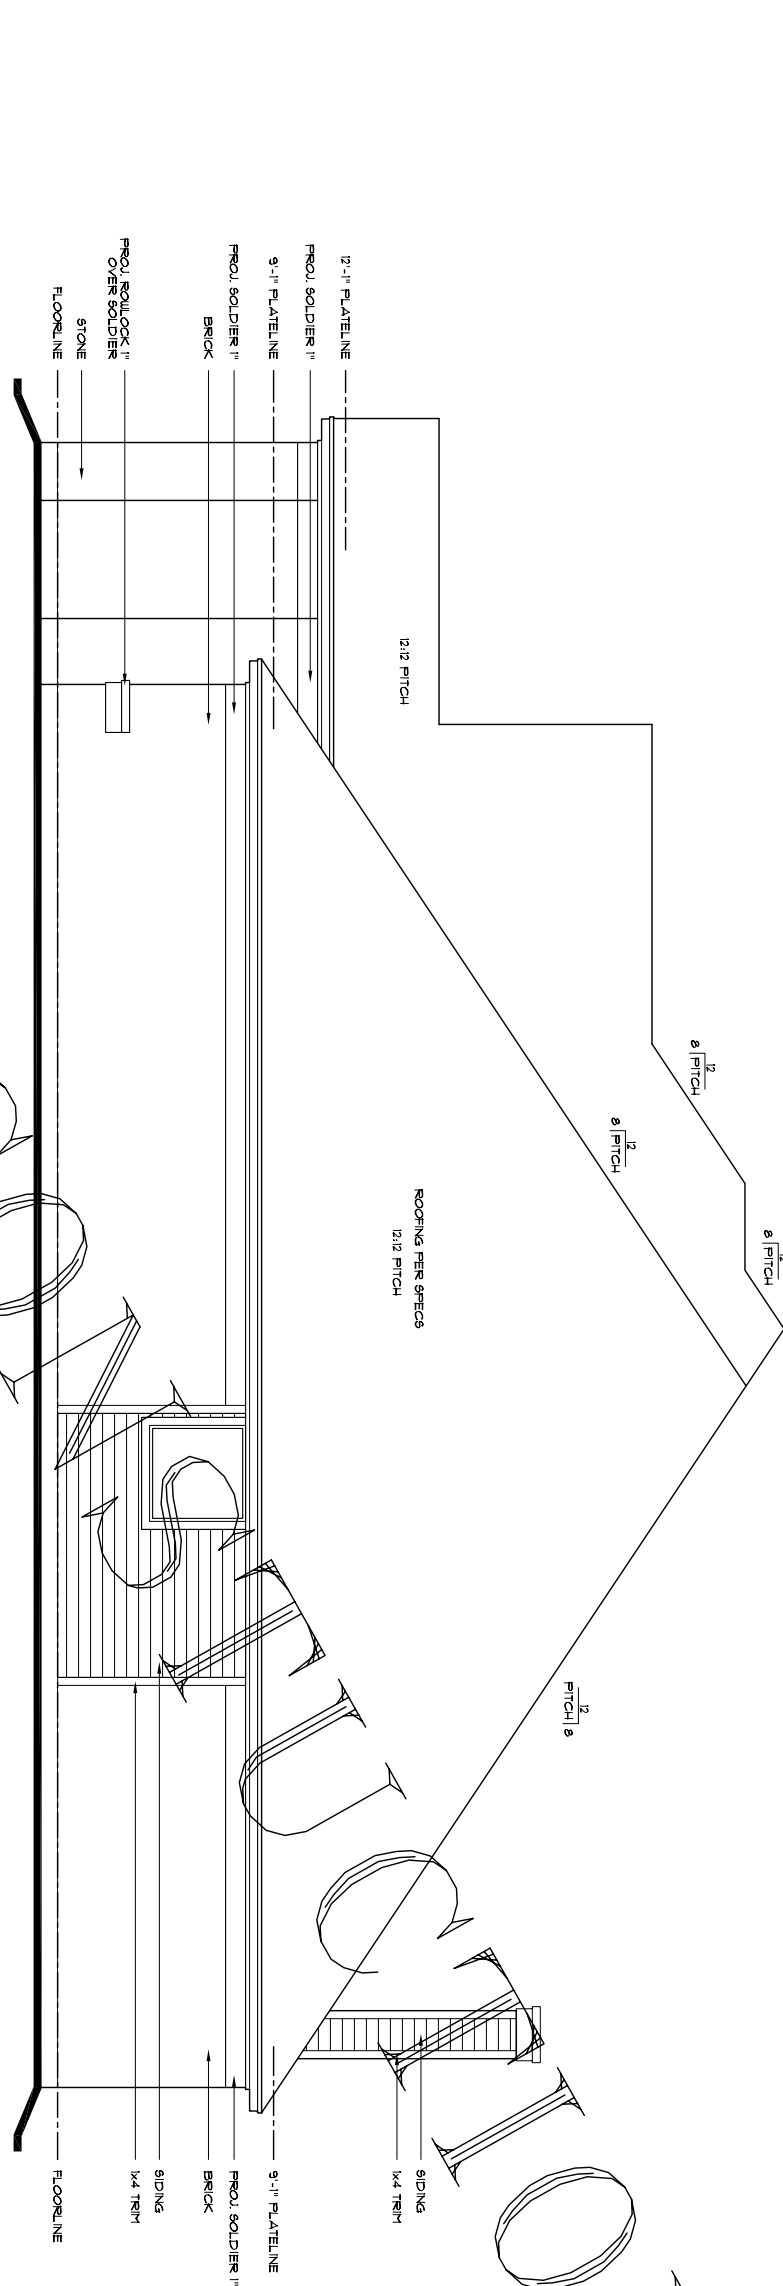 12'-1" PLATELINE
PROJ. SOLDIER 1"
9'-1" PLATELINE
PROJ. SOLDIER 1"
BRICK
PROJ. ROWLOCK 1"
OVER SOLDIER
STONE
FLOORLINE
12:12 PITCH
12
8 PITCH
12
8 PITCH
12
8 PITCH
ROOFING PER SPECS
12:12 PITCH
12
PITCH 8
SIDING
1x4 TRIM
9'-1" PLATELINE
PROJ. SOLDIER 1"
BRICK
SIDING
1x4 TRIM
FLOORLINE